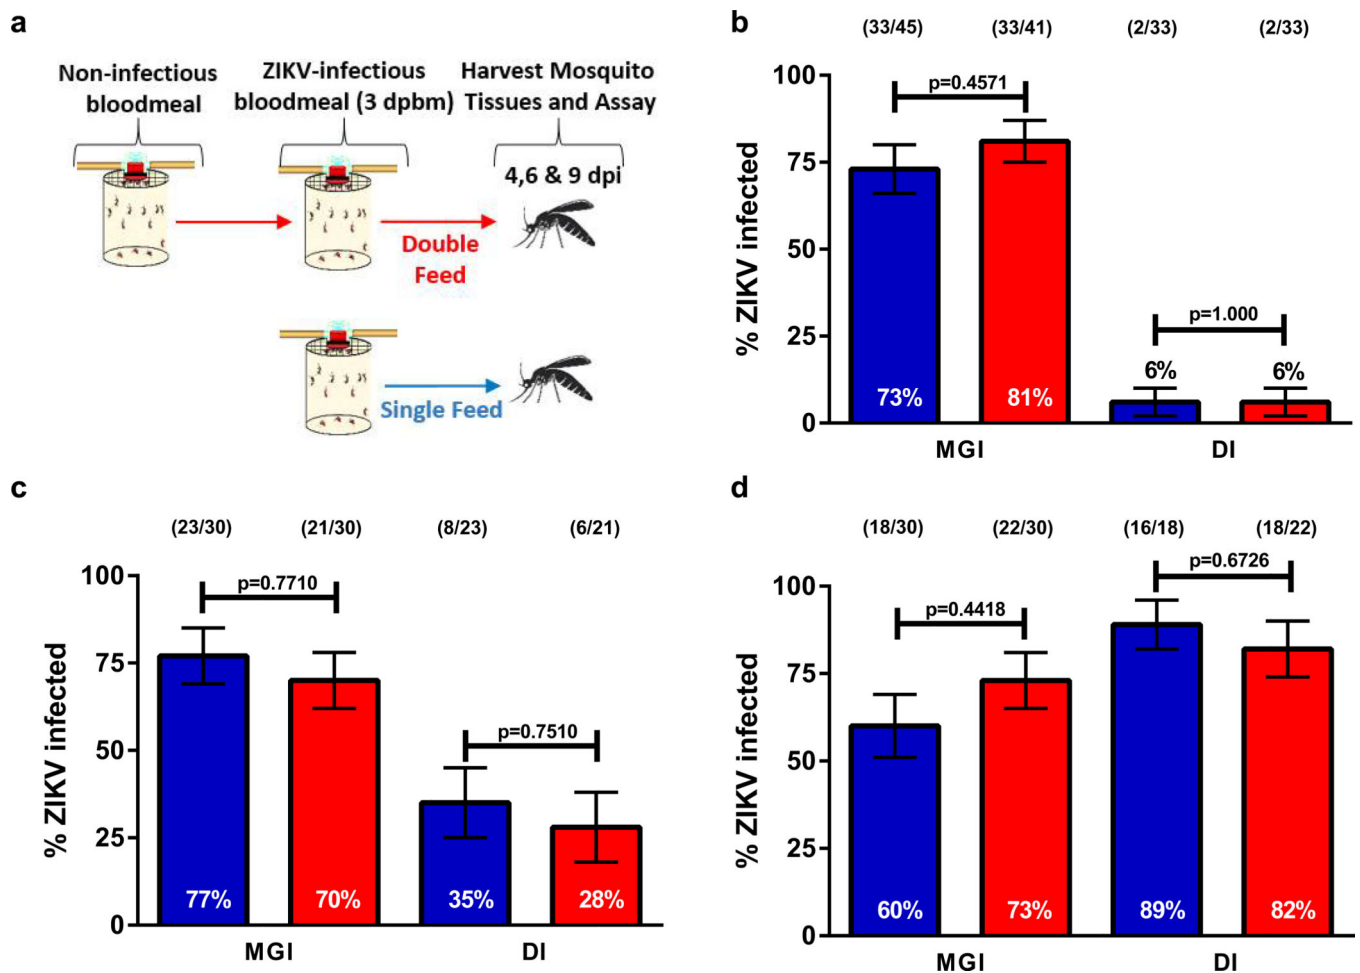 a
Non-infectious
bloodmeal
ZIKV-infectious
bloodmeal (3 dpbm)
Harvest Mosquito
Tissues and Assay
4,6 & 9 dpi
Double
Feed
Single Feed
b
(33/45) (33/41) (2/33) (2/33)
% ZIKV infected
100
75
50
25
0
p=0.4571
p=1.000
73% 81% 6% 6%
MGI DI
c
(23/30) (21/30) (8/23) (6/21)
% ZIKV infected
100
75
50
25
0
p=0.7710
p=0.7510
77% 70% 35% 28%
MGI DI
d
(18/30) (22/30) (16/18) (18/22)
% ZIKV infected
100
75
50
25
0
p=0.4418
p=0.6726
60% 73% 89% 82%
MGI DI